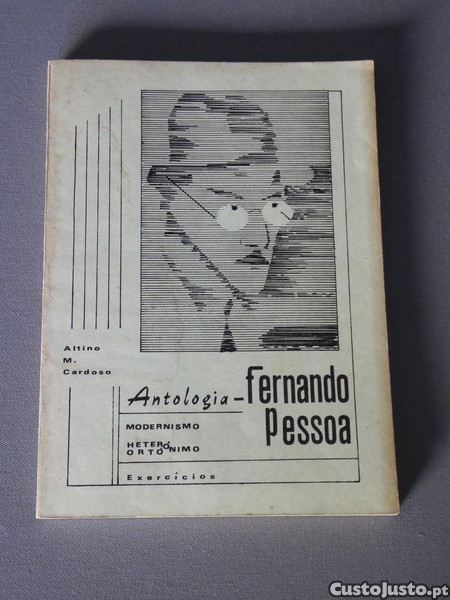 Altino
M.
Cardoso
Antologia - Fernando
Pessoa
MODERNISMO
HETERÓNIMO
ORTÓNIMO
Exercícios
CustoJusto.pt